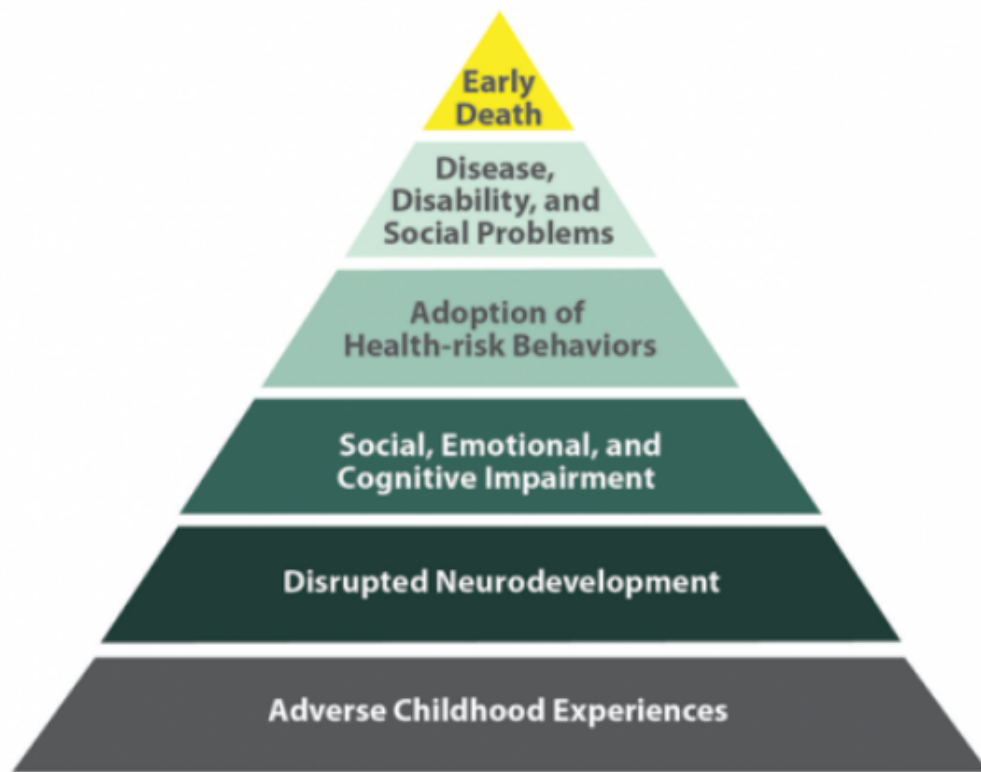 Early
Death
Disease,
Disability, and
Social Problems
Adoption of
Health-risk Behaviors
Social, Emotional, and
Cognitive Impairment
Disrupted Neurodevelopment
Adverse Childhood Experiences